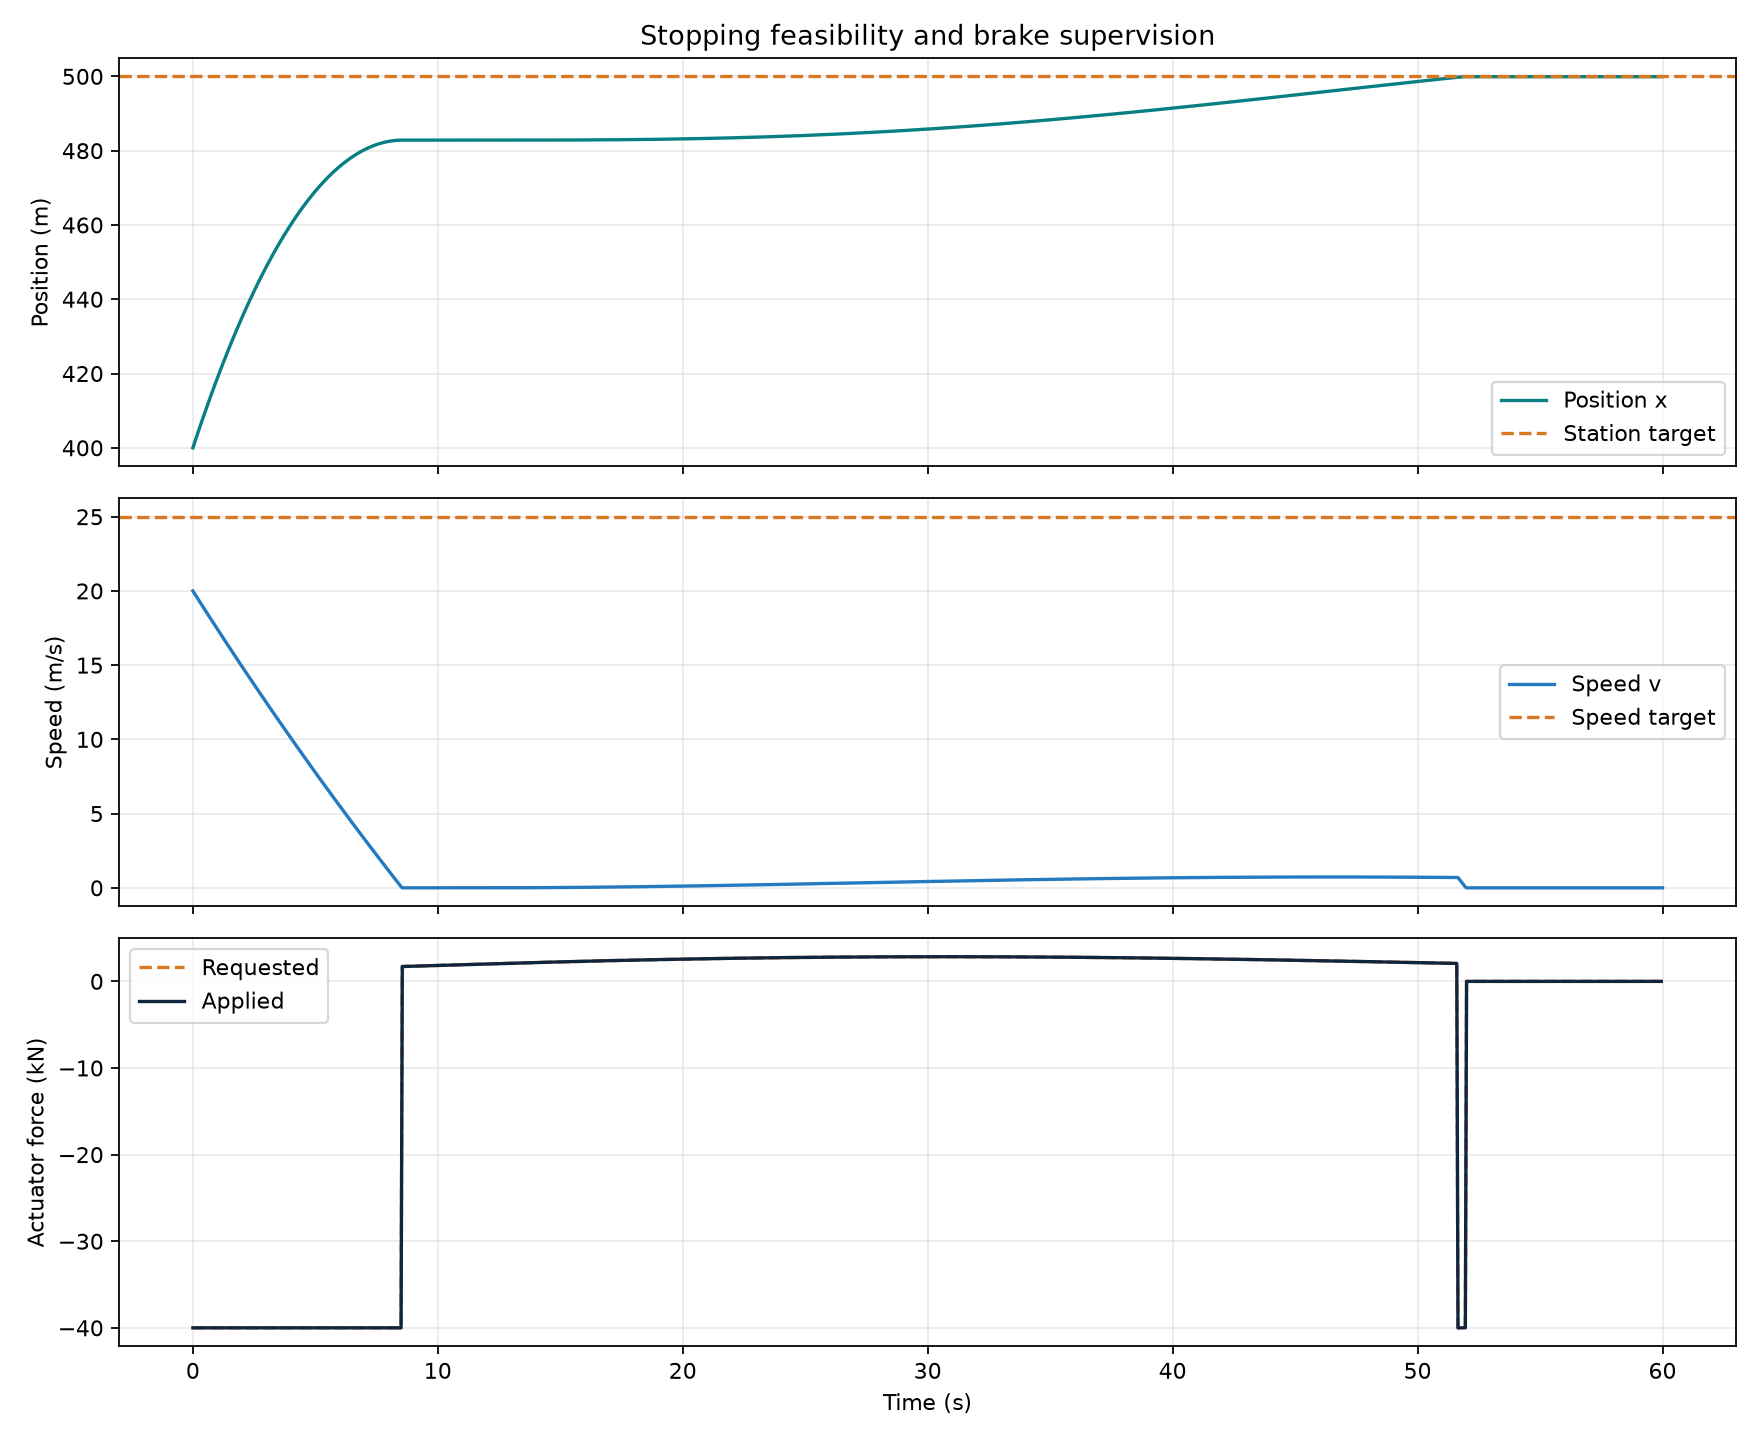 Stopping feasibility and brake supervision
500
480
460
440
420
400
Position (m)
Position x
Station target
25
20
15
10
5
0
Speed (m/s)
Speed v
Speed target
0
−10
−20
−30
−40
Actuator force (kN)
Requested
Applied
0 10 20 30 40 50 60
Time (s)